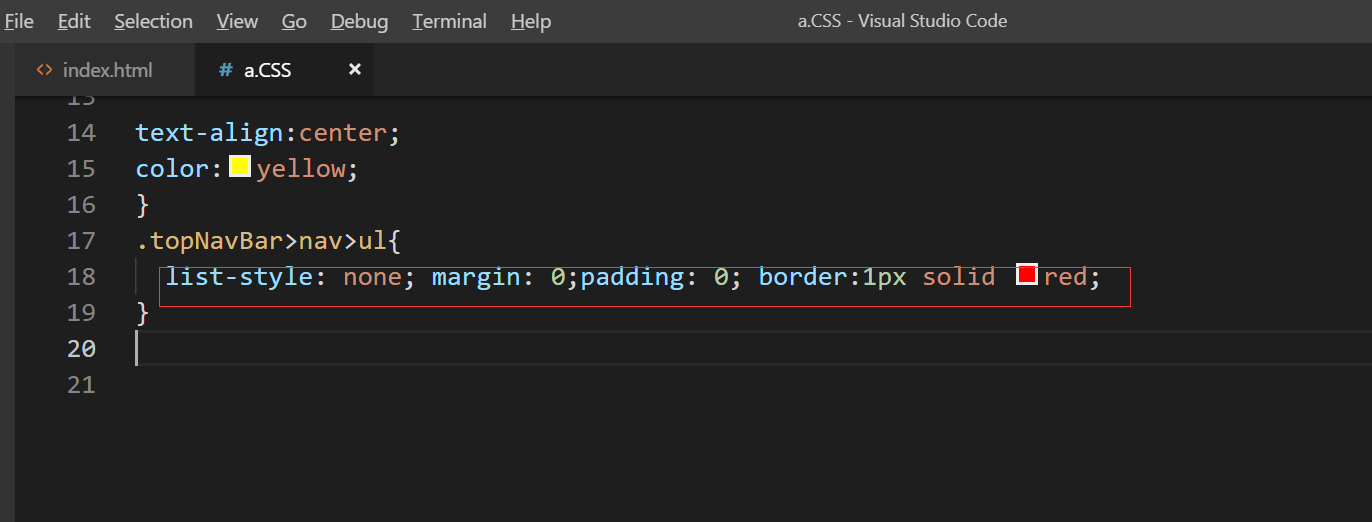 File Edit Selection View Go Debug Terminal Help a.CSS - Visual Studio Code
<> index.html # a.CSS ×
13
14 text-align:center;
15 color:yellow;
16 }
17 .topNavBar>nav>ul{
18 list-style: none; margin: 0;padding: 0; border:1px solid red;
19 }
20
21